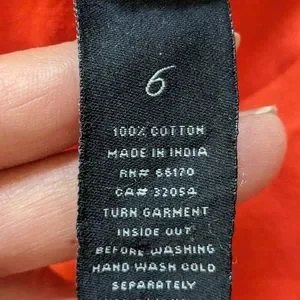 6
100% COTTON
MADE IN INDIA
RN# 66170
CA# 32054
TURN GARMENT
INSIDE OUT
BEFORE WASHING
HAND WASH COLD
SEPARATELY